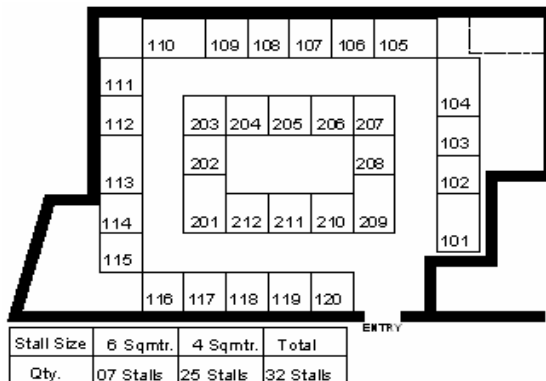 110 109 108 107 106 105
111
104
112 203 204 205 206 207
103
202 208
113 102
114 201 212 211 210 209
101
115
116 117 118 119 120
ENTRY
Stall Size 6 Sqmtr. 4 Sqmtr. Total
Qty. 07 Stalls 25 Stalls 32 Stalls